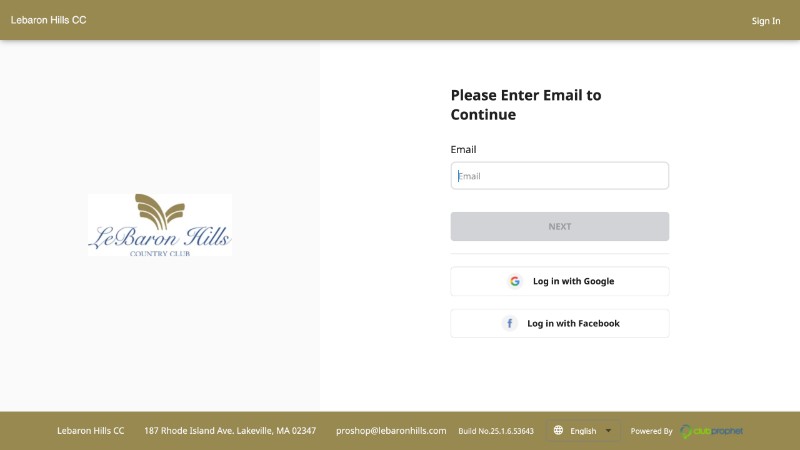 Lebaron Hills CC
Sign In
Please Enter Email to
Continue
Email
Email
NEXT
Log in with Google
Log in with Facebook
LeBaron Hills
COUNTRY CLUB
Lebaron Hills CC
187 Rhode Island Ave. Lakeville, MA 02347
proshop@lebaronhills.com
Build No.25.1.6.53643
English
Powered By
clubprophet